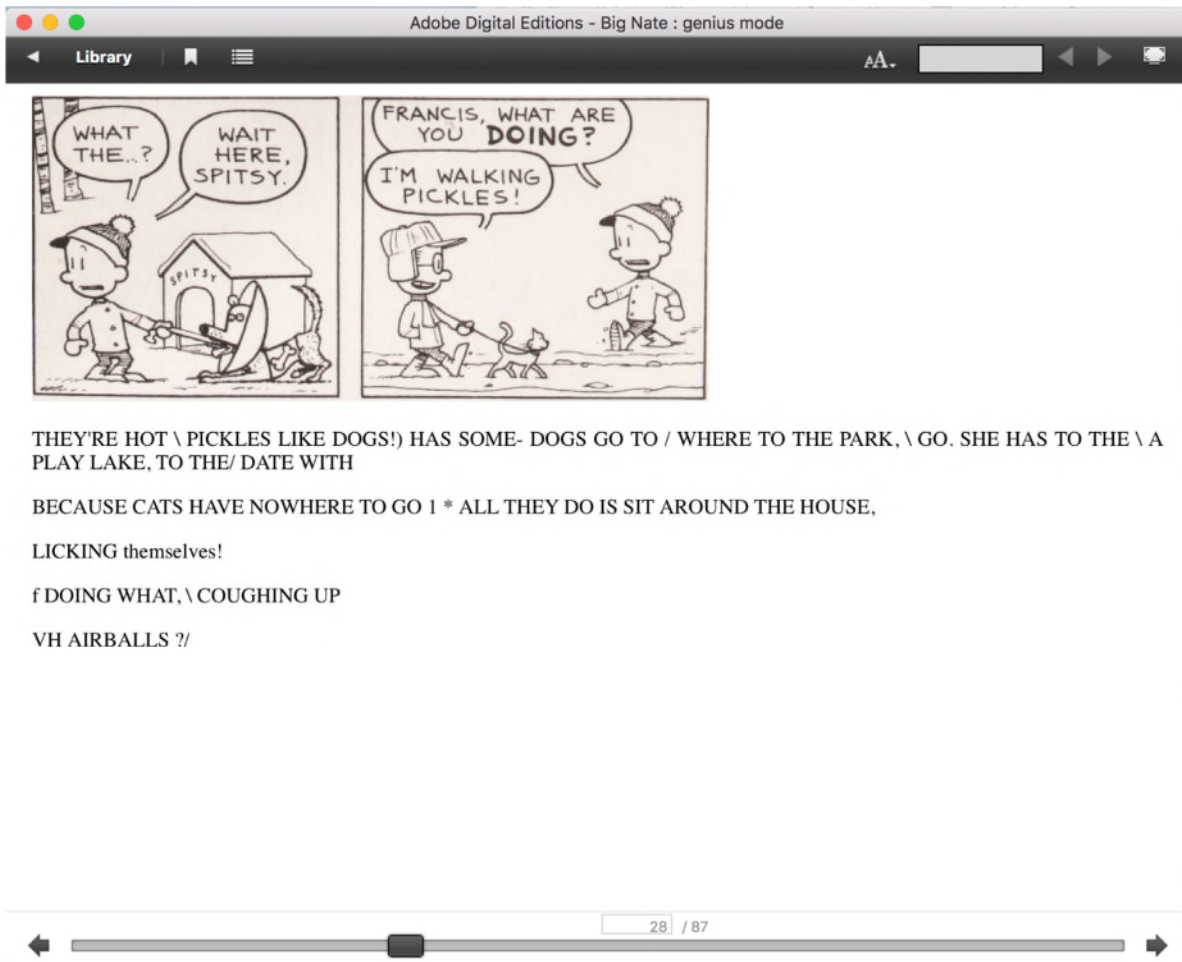 Adobe Digital Editions - Big Nate : genius mode
Library
AA
WHAT
THE..?
WAIT
HERE,
SPITSY.
SPITSY
FRANCIS, WHAT ARE
YOU DOING?
I'M WALKING
PICKLES!
THEY'RE HOT \ PICKLES LIKE DOGS!) HAS SOME- DOGS GO TO / WHERE TO THE PARK, \ GO. SHE HAS TO THE \ A
PLAY LAKE, TO THE/ DATE WITH
BECAUSE CATS HAVE NOWHERE TO GO 1 * ALL THEY DO IS SIT AROUND THE HOUSE,
LICKING themselves!
f DOING WHAT, \ COUGHING UP
VH AIRBALLS ?/
28 / 87